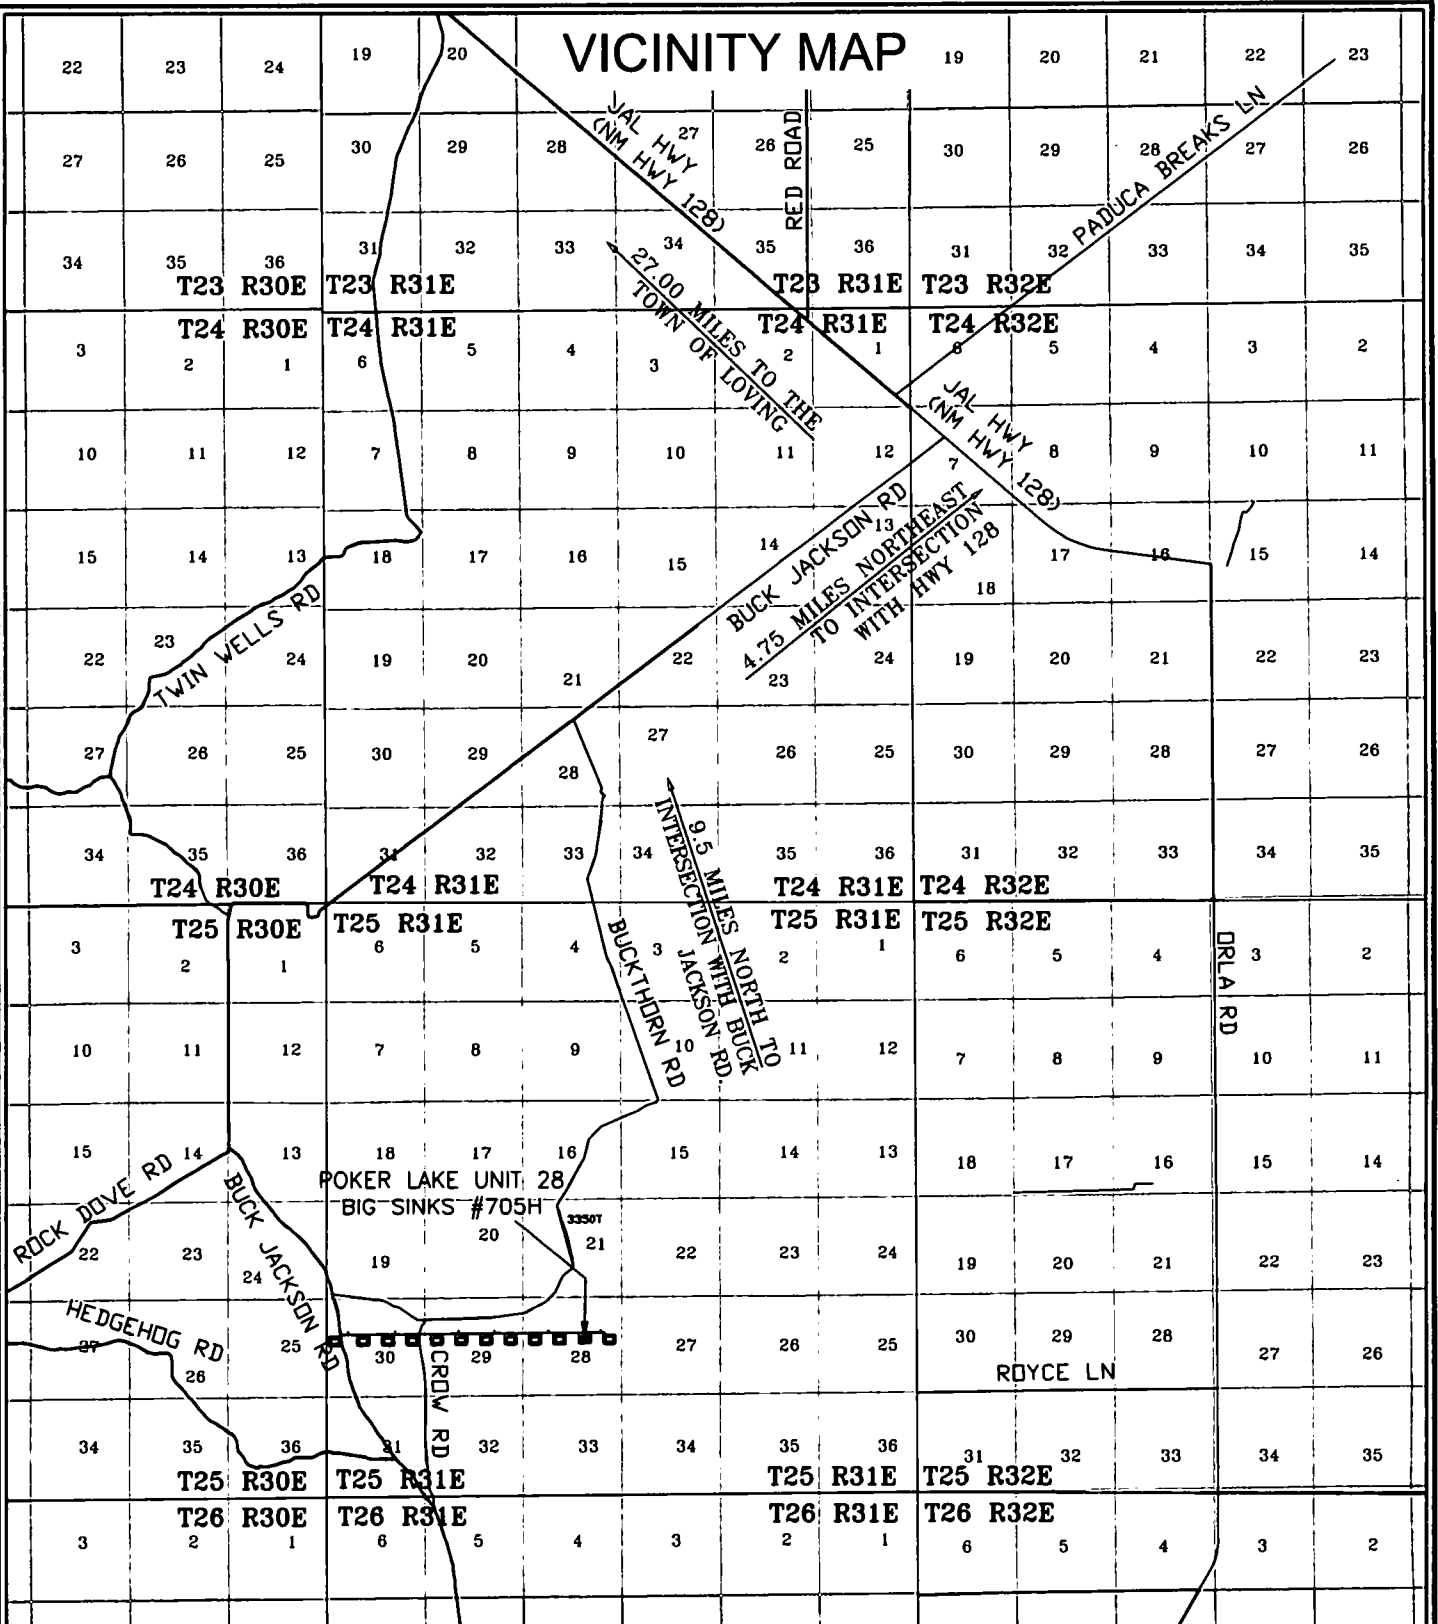 VICINITY MAP
19 20 19 20 21 22 23
22 23 24
JAL HWY
(NM HWY 128)
RED ROAD
PADUCA BREAKS LN
27 26 25 30 29 28 27 26 25 30 29 28 27 26
34 35 36 31 32 33 34 35 36 31 32 33 34 35
T23 R30E T23 R31E T23 R31E T23 R32E
27.00 MILES TO THE
TOWN OF LOVING
T24 R30E T24 R31E T24 R31E T24 R32E
3 2 1 6 5 4 3 2 1 6 5 4 3 2
JAL HWY
(NM HWY 128)
10 11 12 7 8 9 10 11 12 7 8 9 10 11
BUCK JACKSON RD
4.75 MILES NORTHEAST
TO INTERSECTION
WITH HWY 128
15 14 13 18 17 16 15 14 13 18 17 16 15 14
TWIN WELLS RD
22 23 24 19 20 21 22 23 24 19 20 21 22 23
27 26 25 30 29 28 27 26 25 30 29 28 27 26
9.5 MILES NORTH TO
INTERSECTION WITH BUCK
JACKSON RD.
34 35 36 31 32 33 34 35 36 31 32 33 34 35
T24 R30E T24 R31E T24 R31E T24 R32E
T25 R30E T25 R31E T25 R31E T25 R32E
BUCKTHORN RD
ORLA RD
3 2 1 6 5 4 3 2 1 6 5 4 3 2
10 11 12 7 8 9 10 11 12 7 8 9 10 11
15 14 13 18 17 16 15 14 13 18 17 16 15 14
ROCK DOVE RD
BUCK JACKSON RD
POKER LAKE UNIT 28
BIG SINKS #705H
3350T
22 23 24 19 20 21 22 23 24 19 20 21 22 23
HEDGEHOG RD
27 26 25 30 29 28 27 26 25 30 29 28 27 26
CROW RD
ROYCE LN
34 35 36 31 32 33 34 35 36 31 32 33 34 35
T25 R30E T25 R31E T25 R31E T25 R32E
T26 R30E T26 R31E T26 R31E T26 R32E
3 2 1 6 5 4 3 2 1 6 5 4 3 2